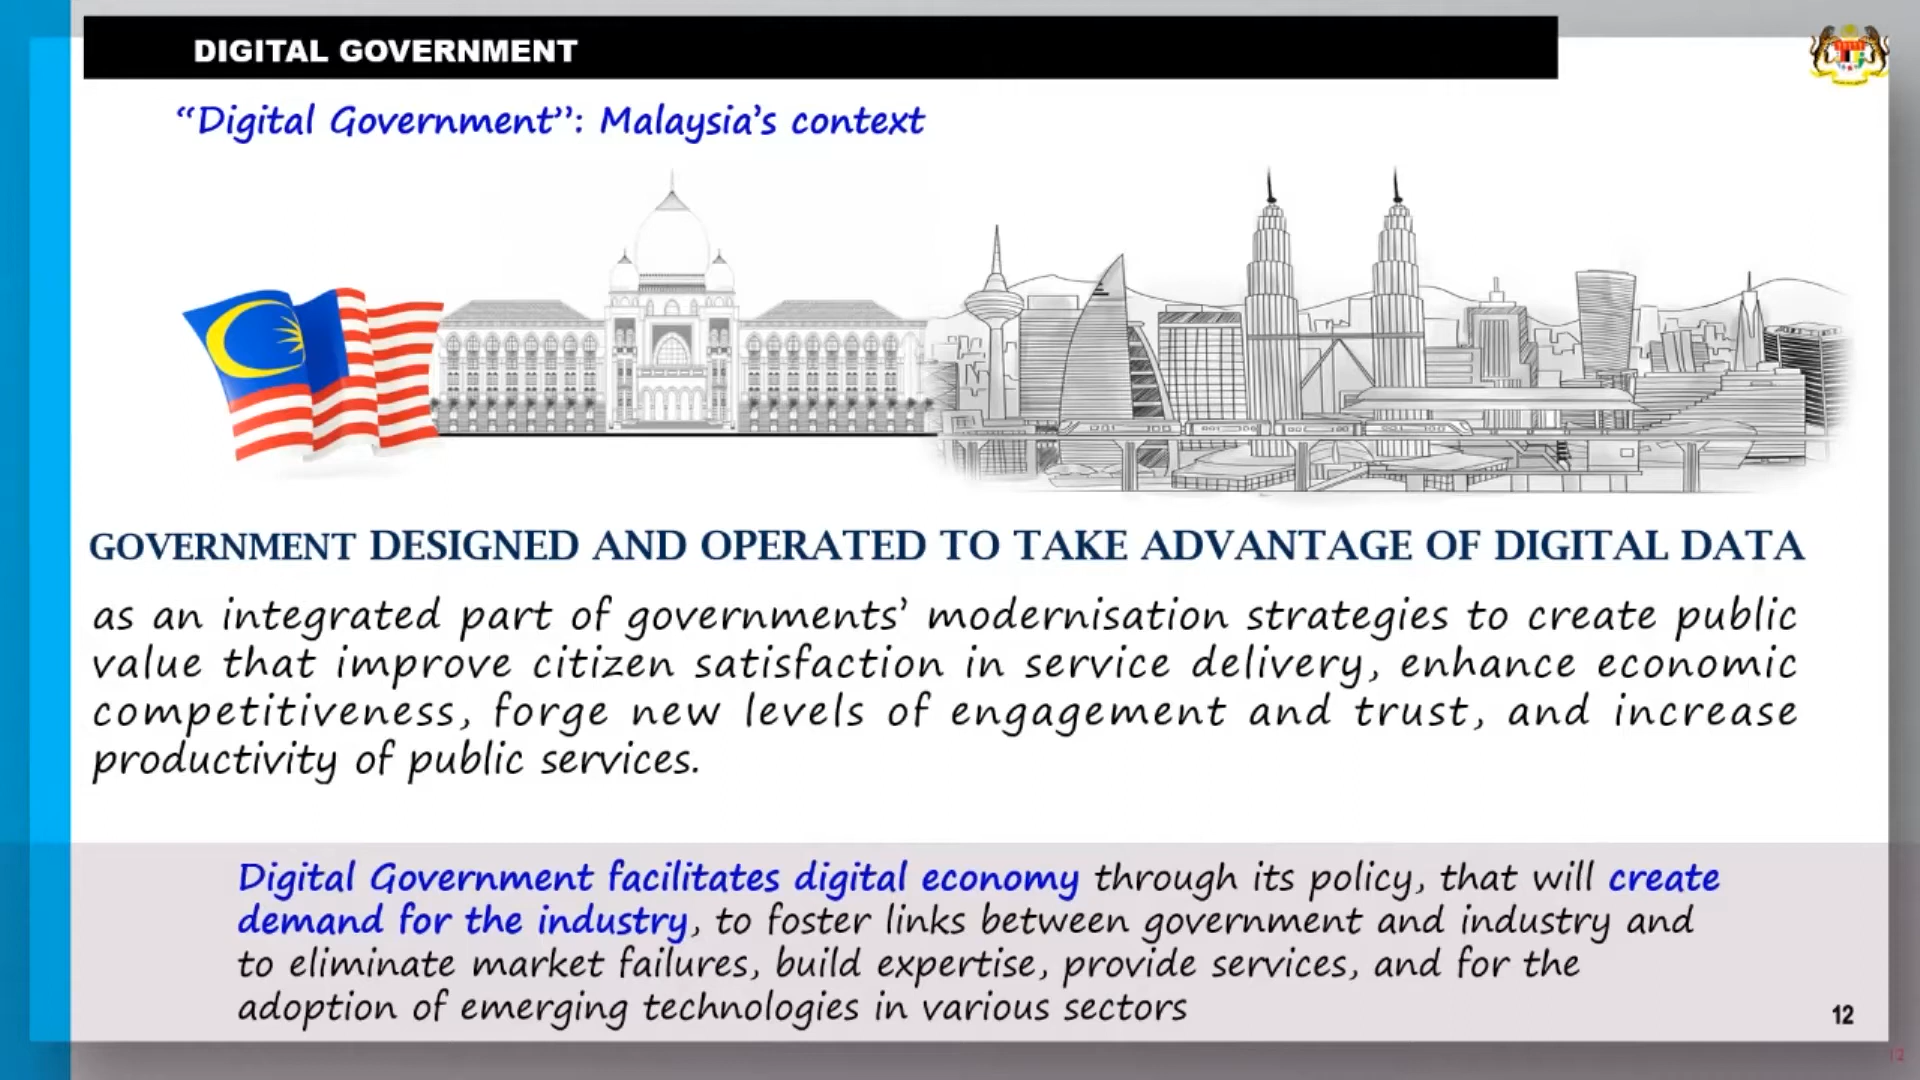 DIGITAL GOVERNMENT
“Digital Government”: Malaysia’s context
GOVERNMENT DESIGNED AND OPERATED TO TAKE ADVANTAGE OF DIGITAL DATA
as an integrated part of governments’ modernisation strategies to create public
value that improve citizen satisfaction in service delivery, enhance economic
competitiveness, forge new levels of engagement and trust, and increase
productivity of public services.
Digital Government facilitates digital economy through its policy, that will create
demand for the industry, to foster links between government and industry and
to eliminate market failures, build expertise, provide services, and for the
adoption of emerging technologies in various sectors
12
12